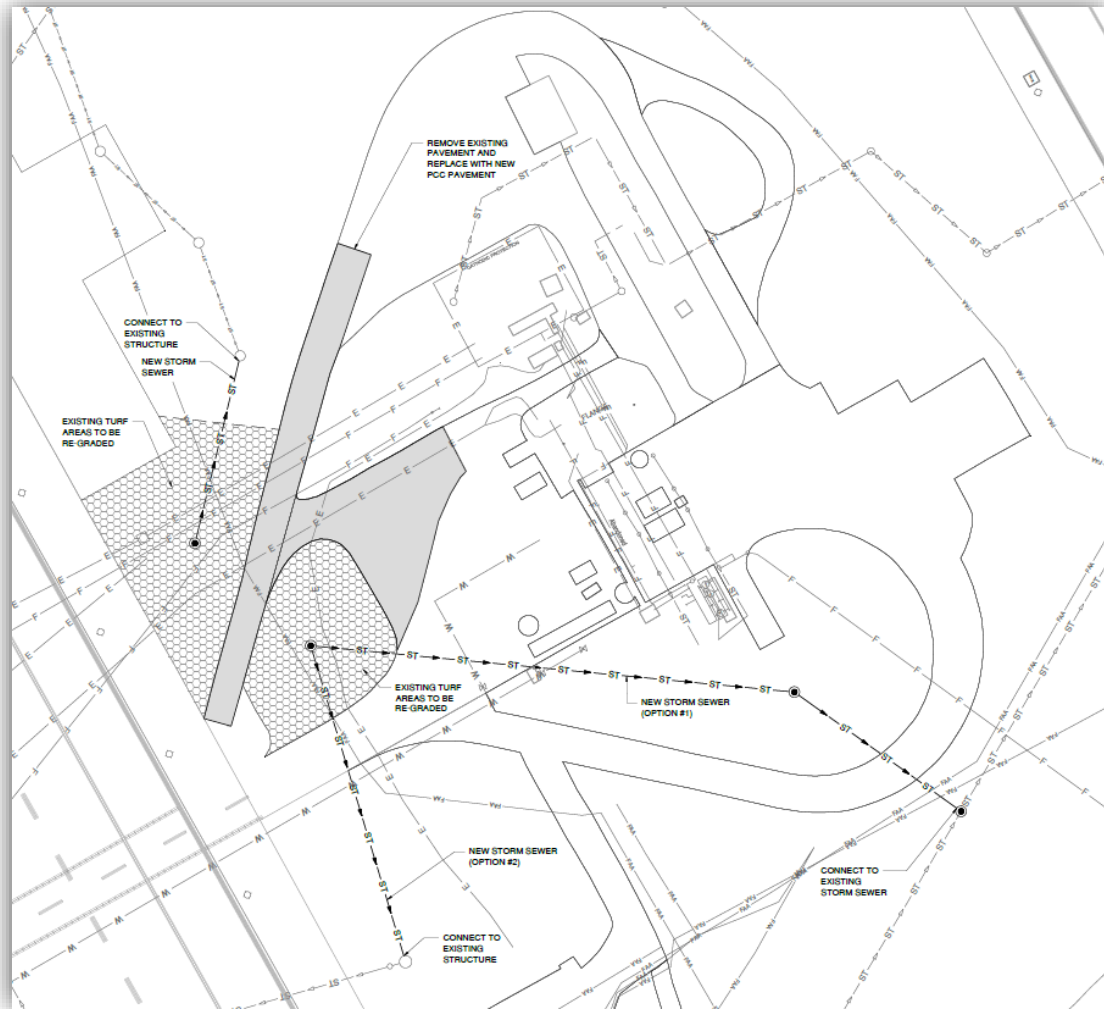 REMOVE EXISTING
PAVEMENT AND
REPLACE WITH NEW
PCC PAVEMENT
CONNECT TO
EXISTING
STRUCTURE
NEW STORM
SEWER
EXISTING TURF
AREAS TO BE
RE-GRADED
EXISTING TURF
AREAS TO BE
RE-GRADED
NEW STORM SEWER
(OPTION #1)
NEW STORM SEWER
(OPTION #2)
CONNECT TO
EXISTING
STORM SEWER
CONNECT TO
EXISTING
STRUCTURE
ST
FAA
E
F
W